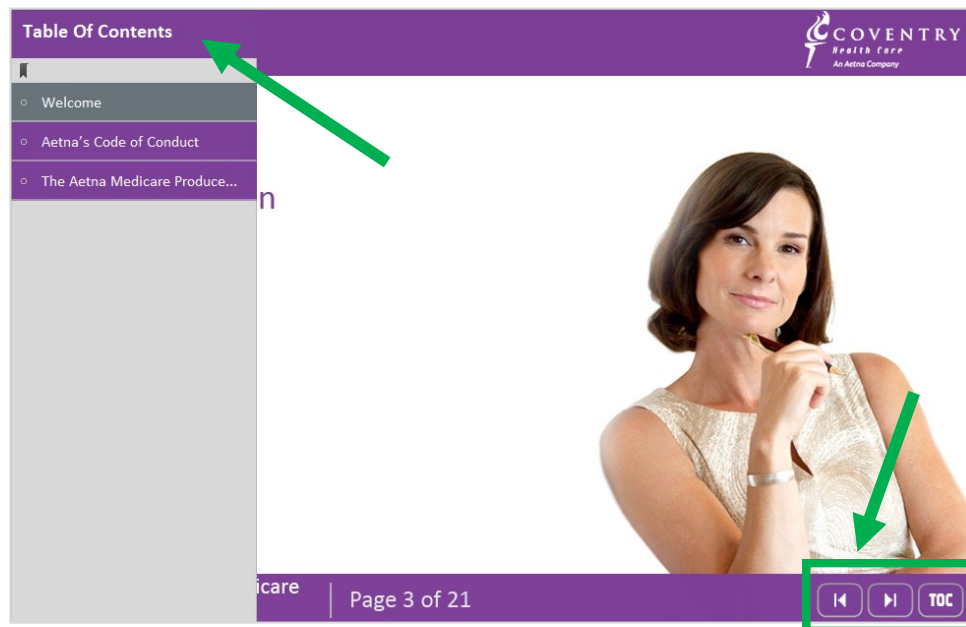 Table Of Contents
COVENTRY
Health Care
An Aetna Company
Welcome
Aetna's Code of Conduct
The Aetna Medicare Produce...
n
icare
Page 3 of 21
TOC